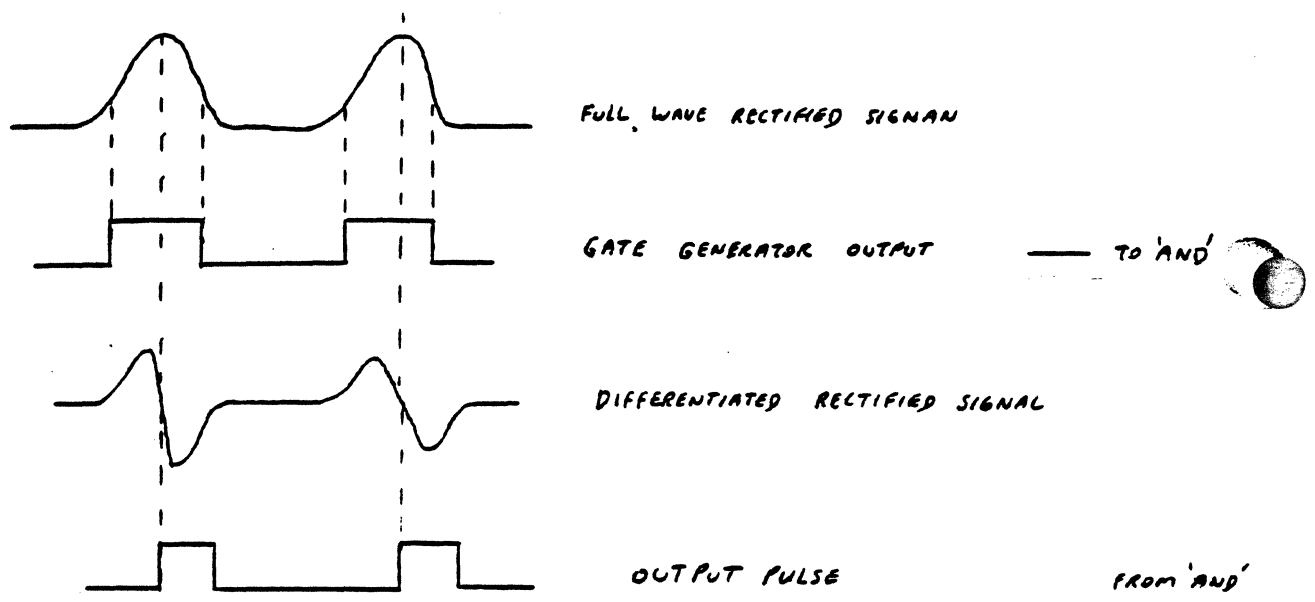 FULL WAVE RECTIFIED SIGNAN
GATE GENERATOR OUTPUT TO 'AND'
DIFFERENTIATED RECTIFIED SIGNAL
OUTPUT PULSE FROM 'AND'